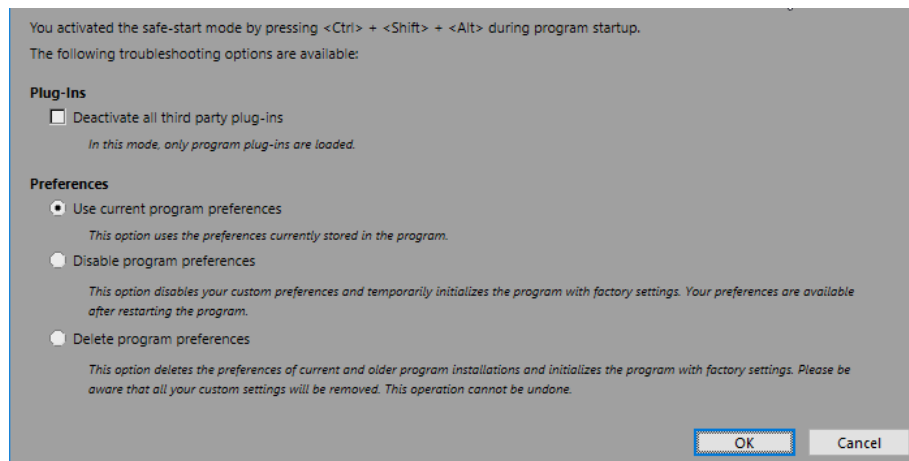 You activated the safe-start mode by pressing <Ctrl> + <Shift> + <Alt> during program startup.
The following troubleshooting options are available:
Plug-Ins
Deactivate all third party plug-ins
In this mode, only program plug-ins are loaded.
Preferences
Use current program preferences
This option uses the preferences currently stored in the program.
Disable program preferences
This option disables your custom preferences and temporarily initializes the program with factory settings. Your preferences are available
after restarting the program.
Delete program preferences
This option deletes the preferences of current and older program installations and initializes the program with factory settings. Please be
aware that all your custom settings will be removed. This operation cannot be undone.
OK Cancel